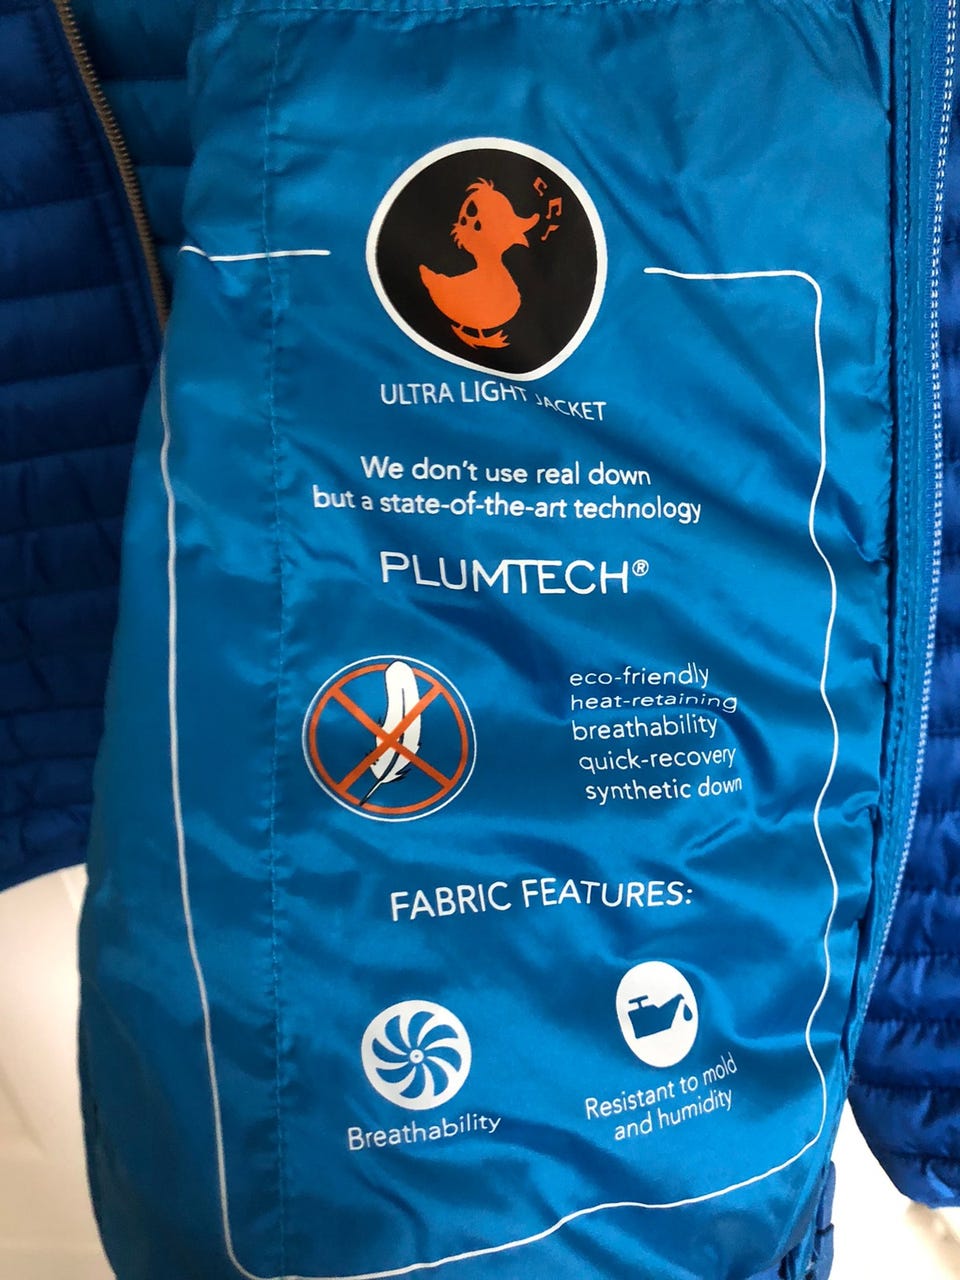 ULTRA LIGHT JACKET
We don't use real down
but a state-of-the-art technology
PLUMTECH®
eco-friendly
heat-retaining
breathability
quick-recovery
synthetic down
FABRIC FEATURES:
Breathability
Resistant to mold
and humidity